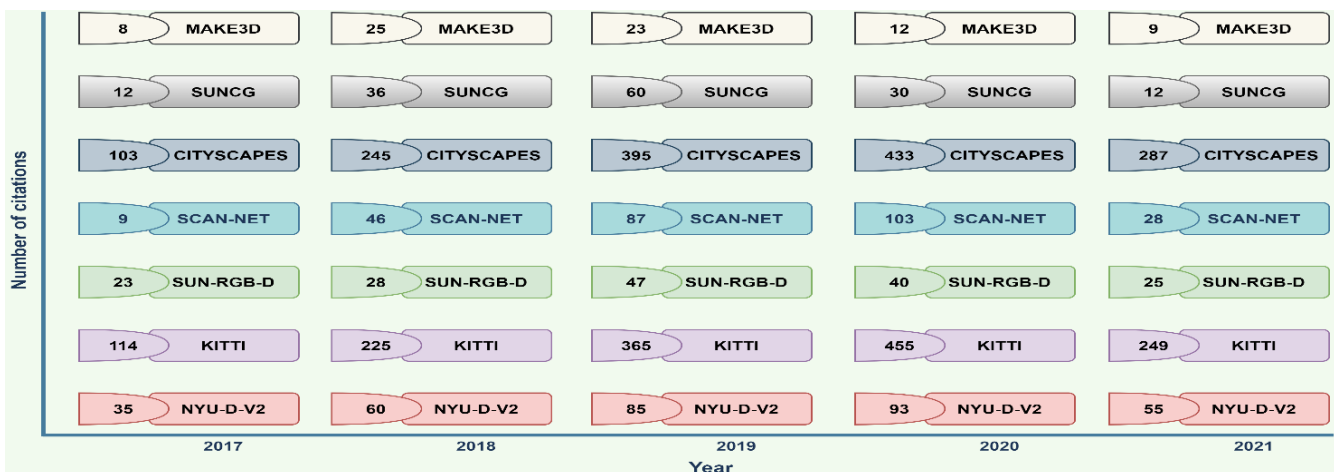 Number of citations
8 MAKE3D 25 MAKE3D 23 MAKE3D 12 MAKE3D 9 MAKE3D
12 SUNCG 36 SUNCG 60 SUNCG 30 SUNCG 12 SUNCG
103 CITYSCAPES 245 CITYSCAPES 395 CITYSCAPES 433 CITYSCAPES 287 CITYSCAPES
9 SCAN-NET 46 SCAN-NET 87 SCAN-NET 103 SCAN-NET 28 SCAN-NET
23 SUN-RGB-D 28 SUN-RGB-D 47 SUN-RGB-D 40 SUN-RGB-D 25 SUN-RGB-D
114 KITTI 225 KITTI 365 KITTI 455 KITTI 249 KITTI
35 NYU-D-V2 60 NYU-D-V2 85 NYU-D-V2 93 NYU-D-V2 55 NYU-D-V2
2017 2018 2019 2020 2021
Year